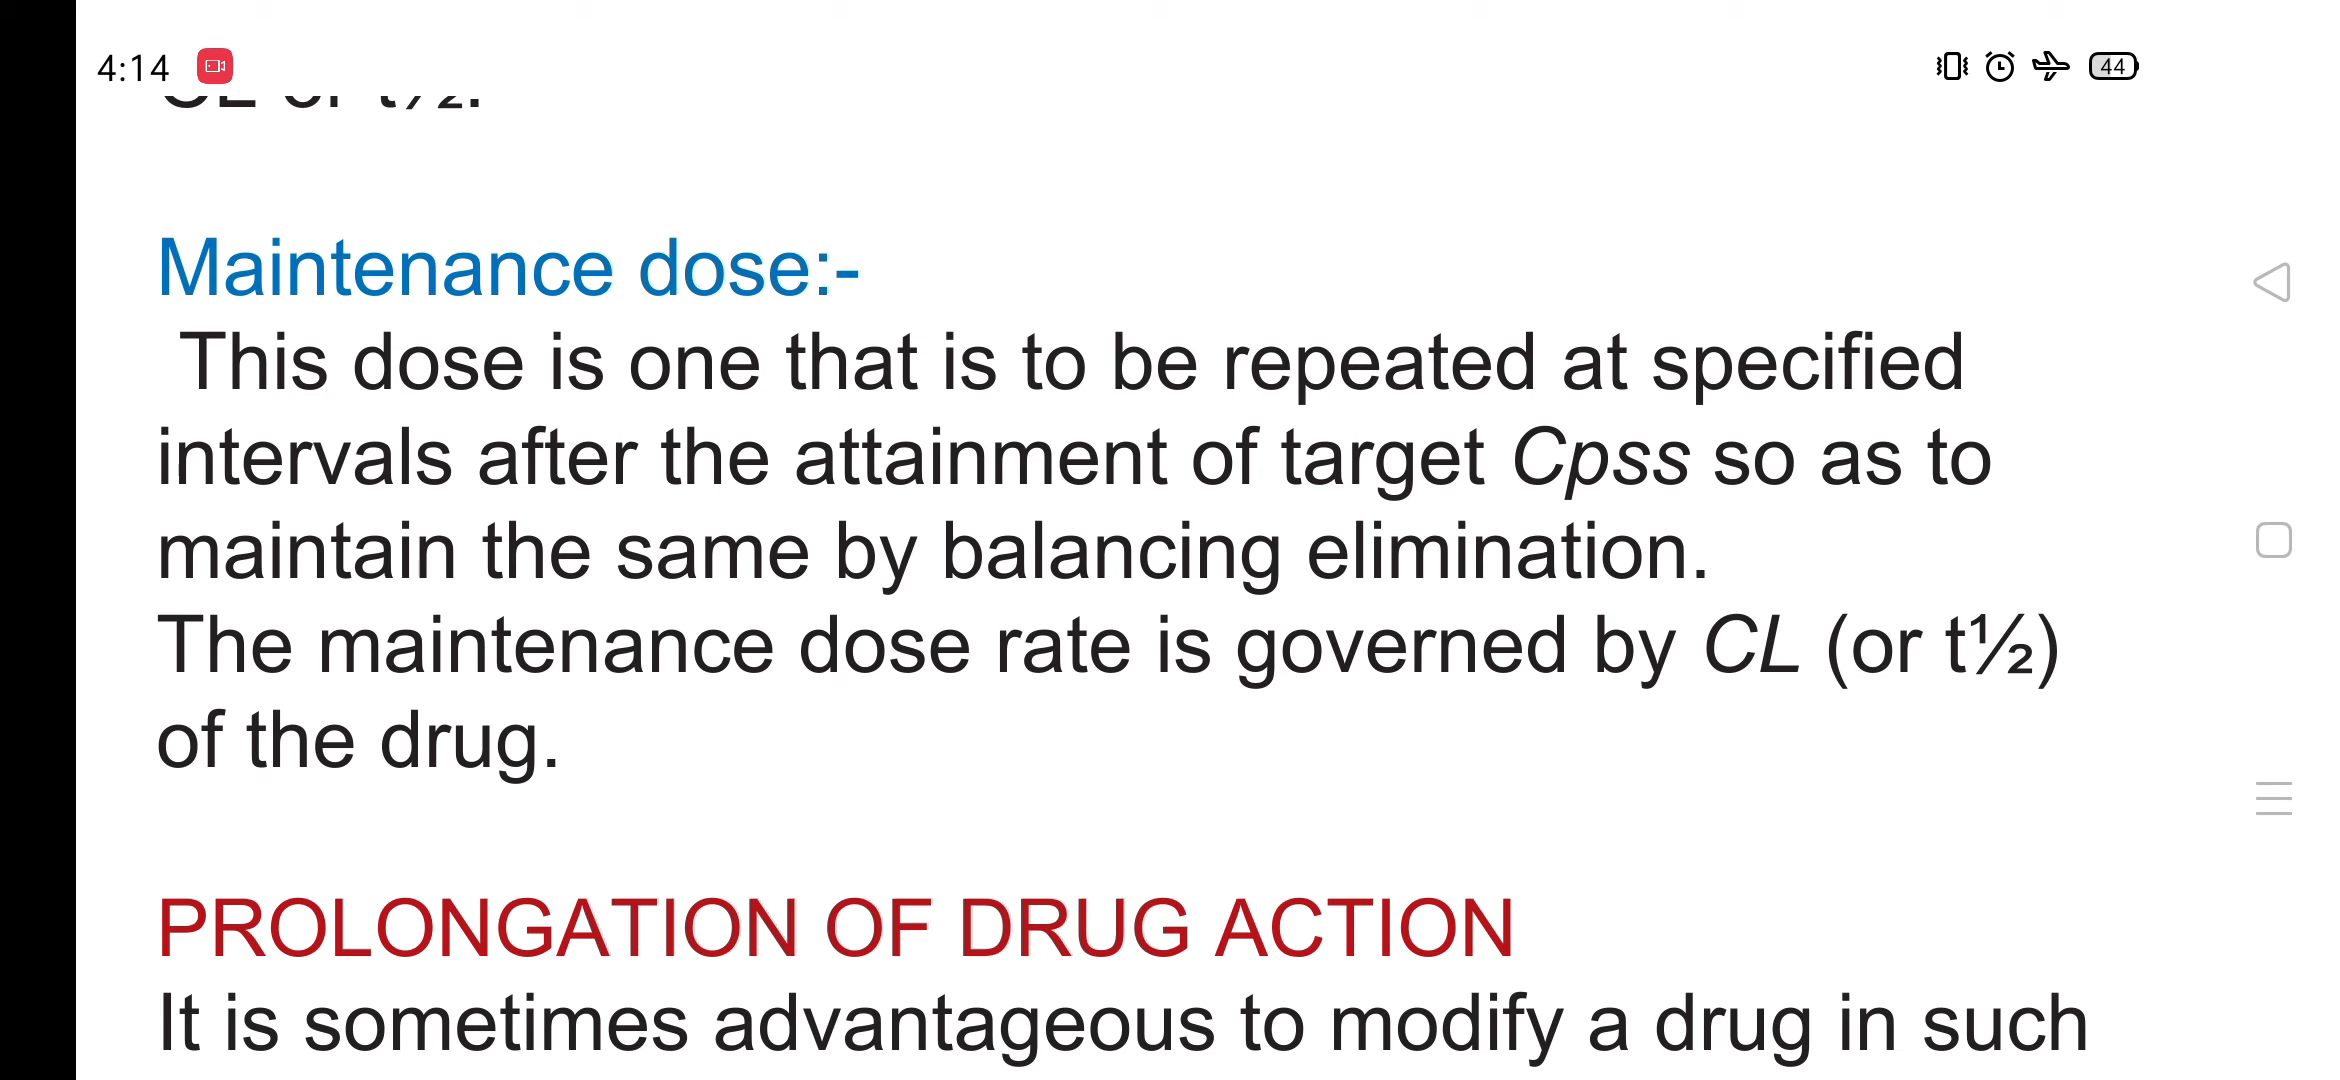 4:14
44
Maintenance dose:-
This dose is one that is to be repeated at specified
intervals after the attainment of target Cpss so as to
maintain the same by balancing elimination.
The maintenance dose rate is governed by CL (or t½)
of the drug.
PROLONGATION OF DRUG ACTION
It is sometimes advantageous to modify a drug in such